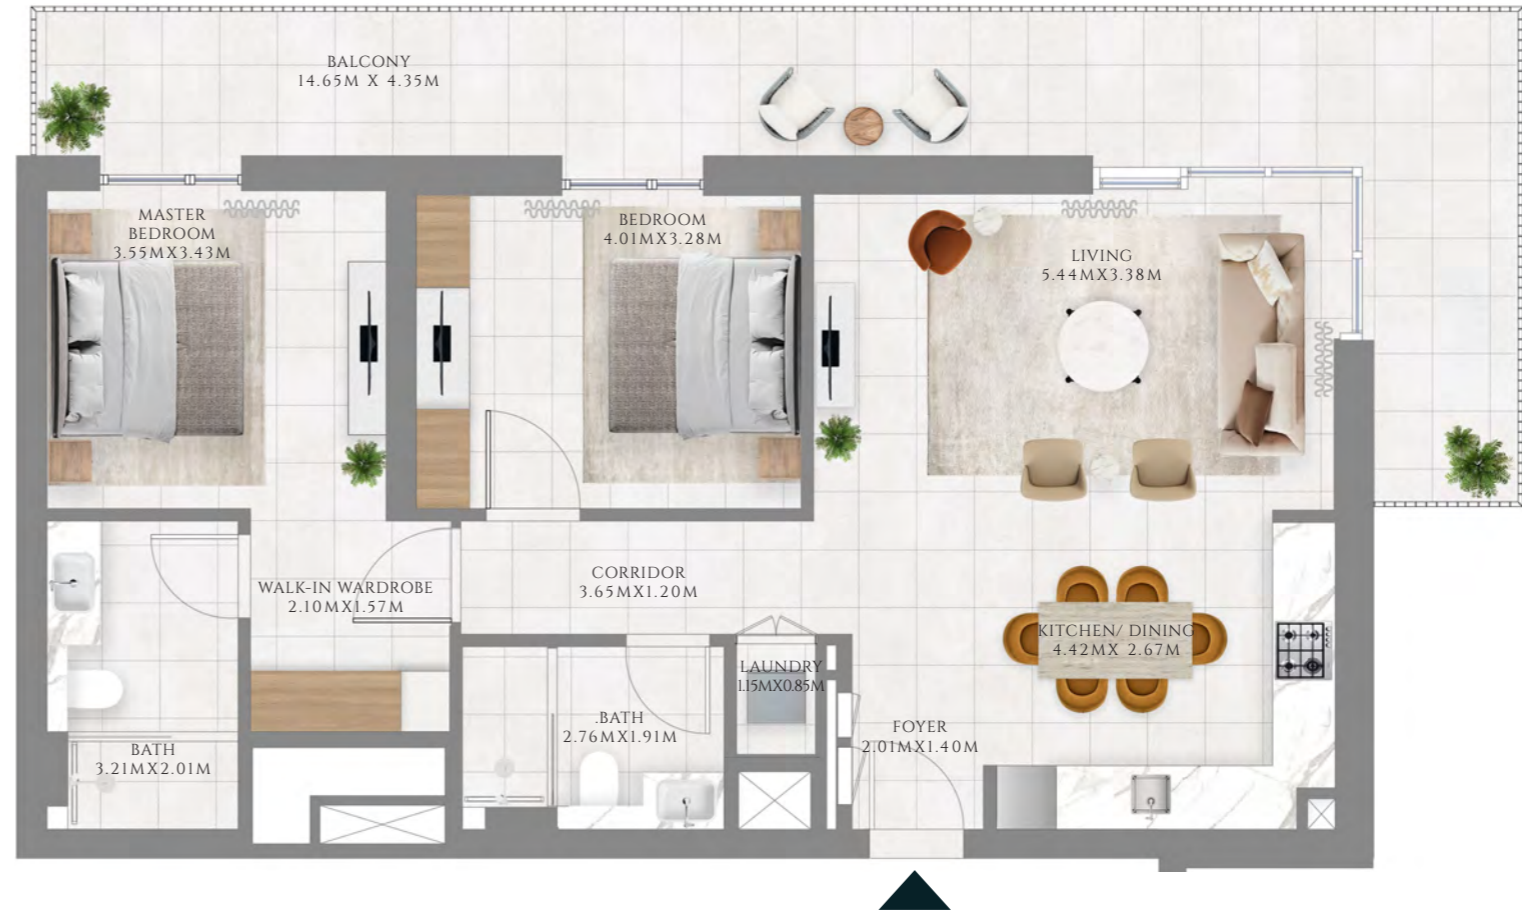 BALCONY
14.65M X 4.35M
MASTER
BEDROOM
3.55MX3.43M
BEDROOM
4.01MX3.28M
LIVING
5.44MX3.38M
WALK-IN WARDROBE
2.10MX1.57M
CORRIDOR
3.65MX1.20M
KITCHEN/ DINING
4.42MX 2.67M
LAUNDRY
1.15MX0.85M
.BATH
2.76MX1.91M
FOYER
2.01MX1.40M
BATH
3.21MX2.01M